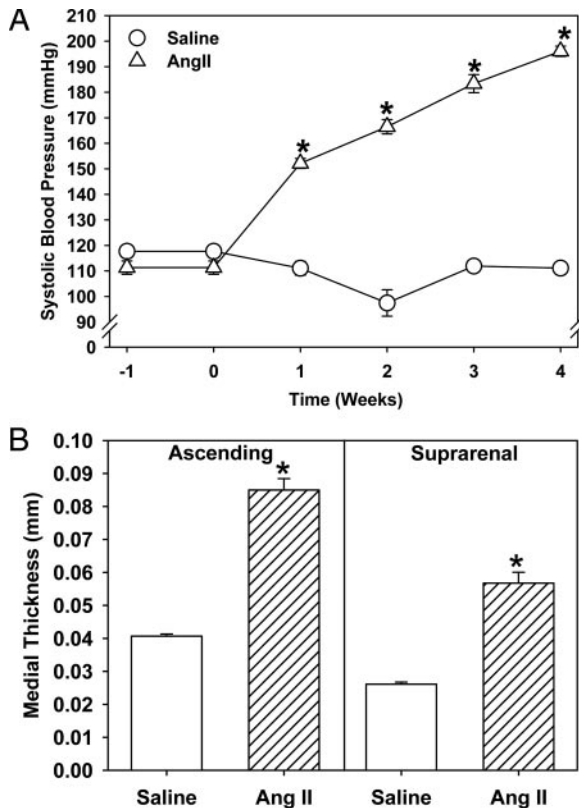 A
Systolic Blood Pressure (mmHg)
210
200
190
180
170
160
150
140
130
120
110
100
90
0
Saline
AngII
*
*
*
*
-1 0 1 2 3 4
Time (Weeks)
B
Medial Thickness (mm)
0.10
0.09
0.08
0.07
0.06
0.05
0.04
0.03
0.02
0.01
0.00
Ascending
Suprarenal
*
*
Saline Ang II Saline Ang II